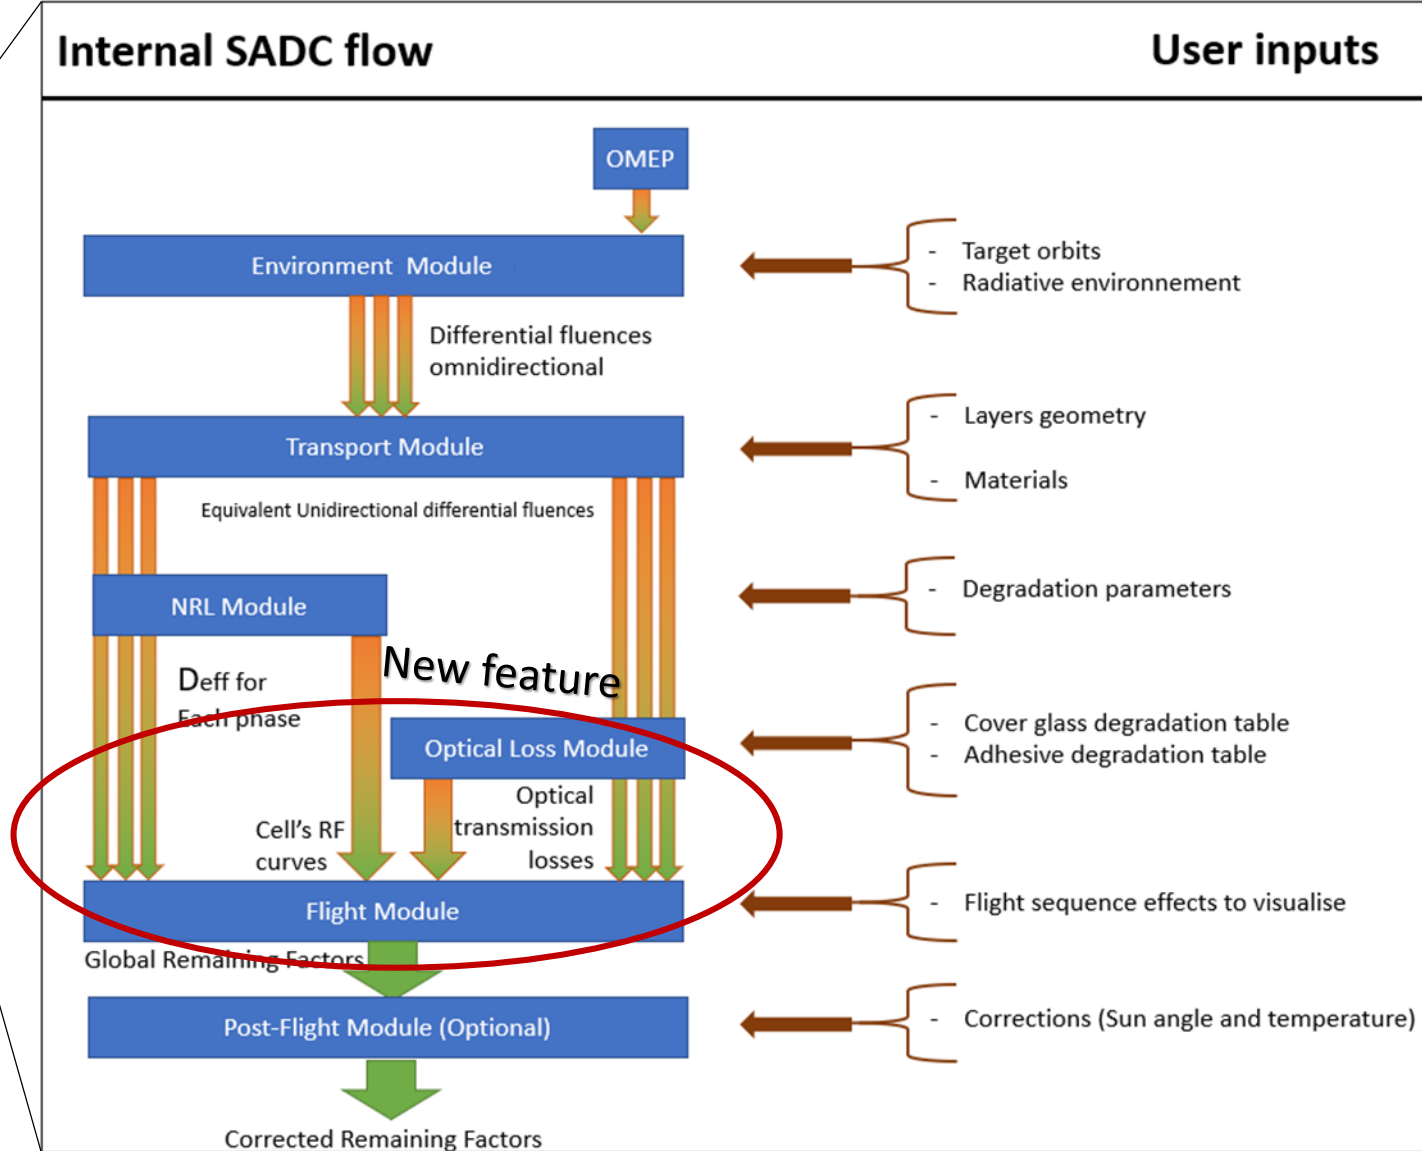 Internal SADC flow
User inputs
OMEP
Environment Module
- Target orbits
- Radiative environnement
Differential fluences
omnidirectional
Transport Module
- Layers geometry
- Materials
Equivalent Unidirectional differential fluences
NRL Module
- Degradation parameters
New feature
Deff for
Each phase
Optical Loss Module
- Cover glass degradation table
- Adhesive degradation table
Optical
transmission
losses
Cell's RF
curves
Flight Module
- Flight sequence effects to visualise
Global Remaining Factors
Post-Flight Module (Optional)
- Corrections (Sun angle and temperature)
Corrected Remaining Factors